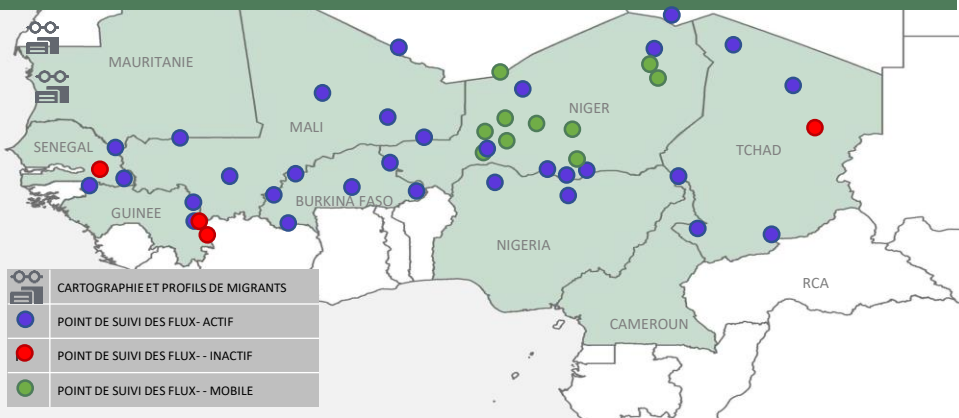 MAURITANIE
NIGER
MALI
SENEGAL
TCHAD
BURKINA FASO
GUINEE
NIGERIA
RCA
CAMEROUN
CARTOGRAPHIE ET PROFILS DE MIGRANTS
POINT DE SUIVI DES FLUX- ACTIF
POINT DE SUIVI DES FLUX- - INACTIF
POINT DE SUIVI DES FLUX- - MOBILE